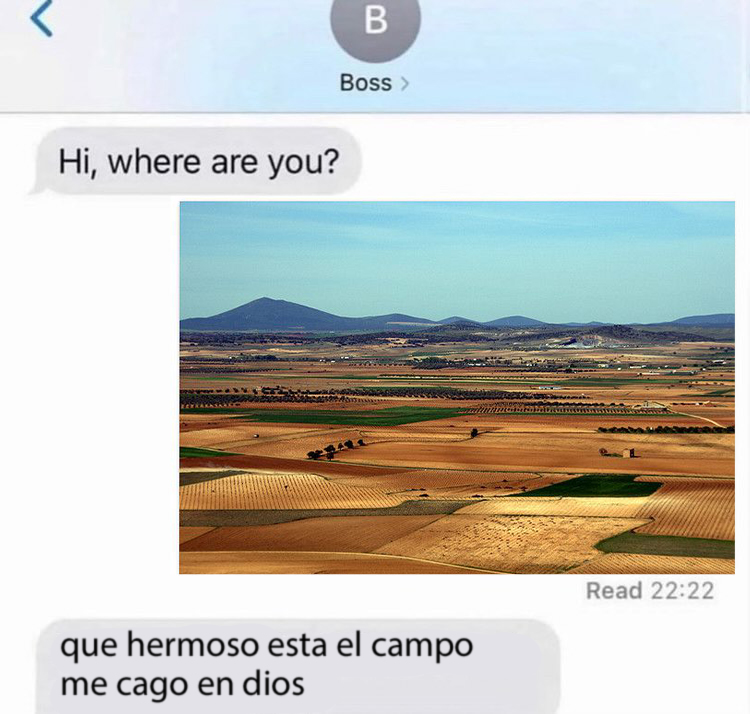 B
Boss >
Hi, where are you?
Read 22:22
que hermoso esta el campo
me cago en dios